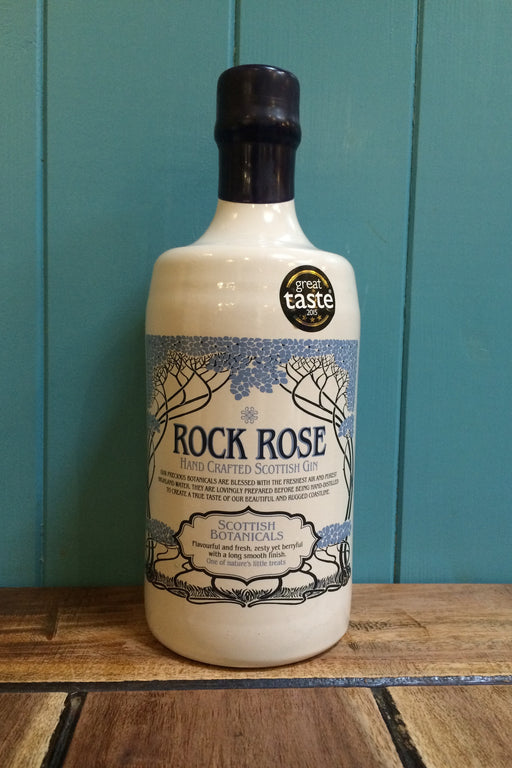 great
taste
2015
ROCK ROSE
HAND CRAFTED SCOTTISH GIN
OUR PRECIOUS BOTANICALS ARE BLESSED WITH THE FRESHEST AIR AND PUREST
HIGHLAND WATER. THEY ARE LOVINGLY PREPARED BEFORE BEING HAND-DISTILLED
TO CREATE A TRUE TASTE OF OUR BEAUTIFUL AND RUGGED COASTLINE.
SCOTTISH
BOTANICALS
Flavourful and fresh, zesty yet berryful
with a long smooth finish.
One of nature's little treats